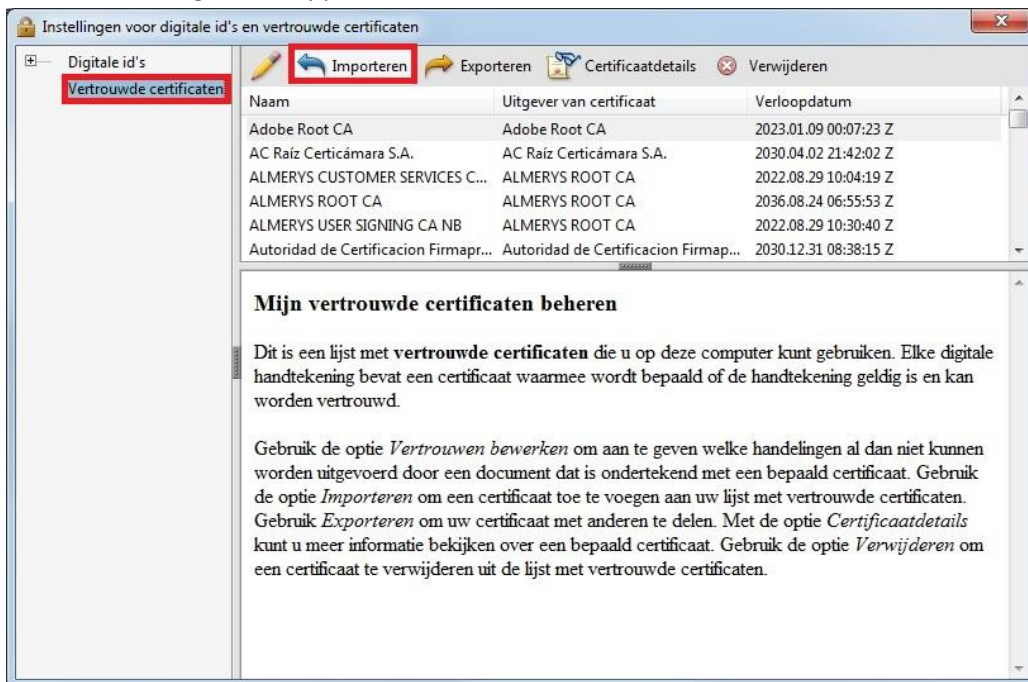 Instellingen voor digitale id's en vertrouwde certificaten
Digitale id's
Vertrouwde certificaten
Importeren Exporteren Certificaatdetails Verwijderen
Naam Uitgever van certificaat Verloopdatum
Adobe Root CA Adobe Root CA 2023.01.09 00:07:23 Z
AC Raíz Certicámara S.A. AC Raíz Certicámara S.A. 2030.04.02 21:42:02 Z
ALMERYS CUSTOMER SERVICES C... ALMERYS ROOT CA 2022.08.29 10:04:19 Z
ALMERYS ROOT CA ALMERYS ROOT CA 2036.08.24 06:55:53 Z
ALMERYS USER SIGNING CA NB ALMERYS ROOT CA 2022.08.29 10:30:40 Z
Autoridad de Certificacion Firmapr... Autoridad de Certificacion Firmap... 2030.12.31 08:38:15 Z
Mijn vertrouwde certificaten beheren
Dit is een lijst met vertrouwde certificaten die u op deze computer kunt gebruiken. Elke digitale
handtekening bevat een certificaat waarmee wordt bepaald of de handtekening geldig is en kan
worden vertrouwd.
Gebruik de optie Vertrouwen bewerken om aan te geven welke handelingen al dan niet kunnen
worden uitgevoerd door een document dat is ondertekend met een bepaald certificaat. Gebruik
de optie Importeren om een certificaat toe te voegen aan uw lijst met vertrouwde certificaten.
Gebruik Exporteren om uw certificaat met anderen te delen. Met de optie Certificaatdetails
kunt u meer informatie bekijken over een bepaald certificaat. Gebruik de optie Verwijderen om
een certificaat te verwijderen uit de lijst met vertrouwde certificaten.